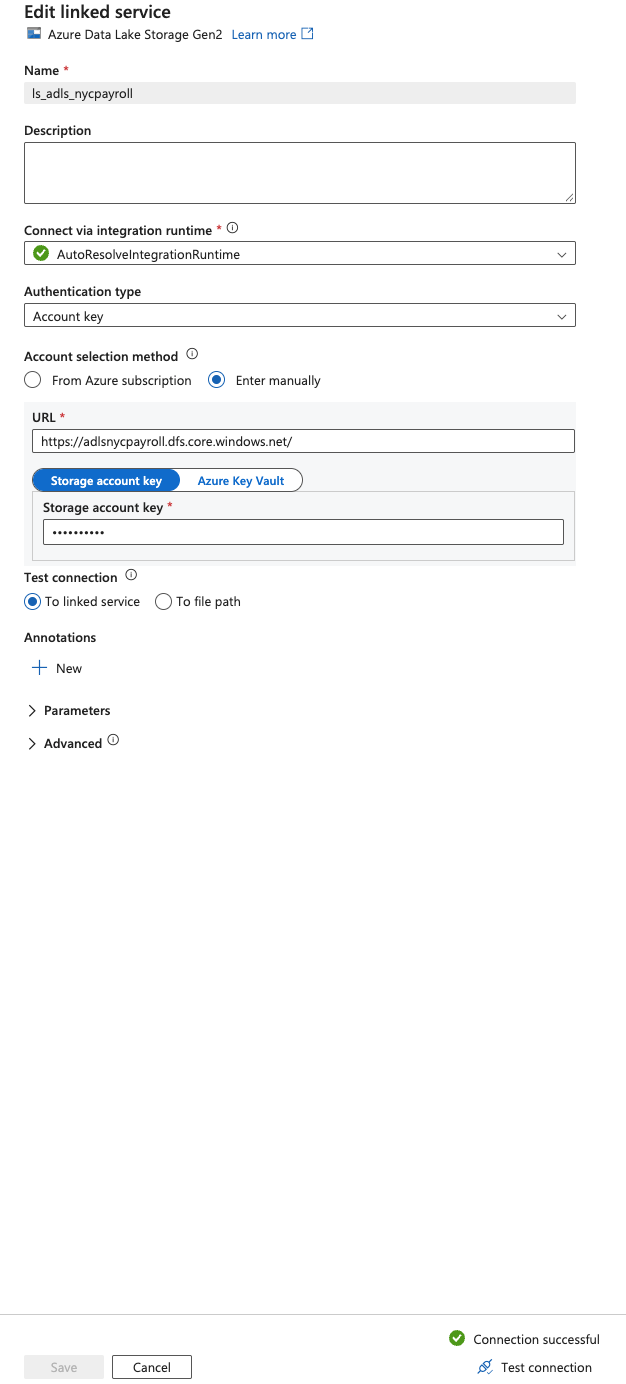 Edit linked service
Azure Data Lake Storage Gen2 Learn more
Name *
ls_adls_nycpayroll
Description
Connect via integration runtime *
AutoResolveIntegrationRuntime
Authentication type
Account key
Account selection method
From Azure subscription Enter manually
URL *
https://adlsnycpayroll.dfs.core.windows.net/
Storage account key Azure Key Vault
Storage account key *
••••••••••
Test connection
To linked service To file path
Annotations
New
Parameters
Advanced
Connection successful
Save Cancel Test connection